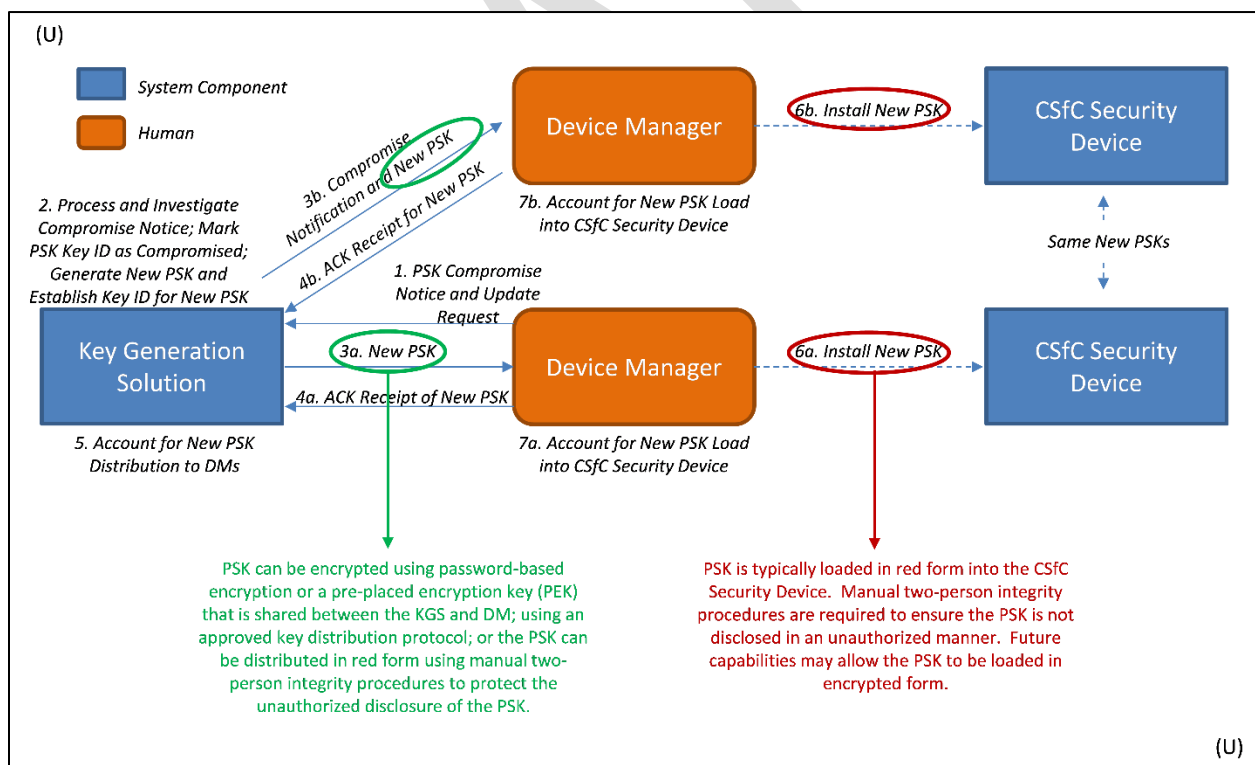 (U)
System Component
Human
Device Manager
6b. Install New PSK
CSfC Security
Device
3b. Compromise
Notification and New PSK
4b. ACK Receipt for New PSK
7b. Account for New PSK Load
into CSfC Security Device
2. Process and Investigate
Compromise Notice; Mark
PSK Key ID as Compromised;
Generate New PSK and
Establish Key ID for New PSK
Same New PSKs
1. PSK Compromise
Notice and Update
Request
Key Generation
Solution
3a. New PSK
4a. ACK Receipt of New PSK
Device Manager
6a. Install New PSK
CSfC Security
Device
5. Account for New PSK
Distribution to DMs
7a. Account for New PSK Load
into CSfC Security Device
PSK can be encrypted using password-based
encryption or a pre-placed encryption key (PEK)
that is shared between the KGS and DM; using an
approved key distribution protocol; or the PSK can
be distributed in red form using manual two-
person integrity procedures to protect the
unauthorized disclosure of the PSK.
PSK is typically loaded in red form into the CSfC
Security Device.  Manual two-person integrity
procedures are required to ensure the PSK is not
disclosed in an unauthorized manner.  Future
capabilities may allow the PSK to be loaded in
encrypted form.
(U)